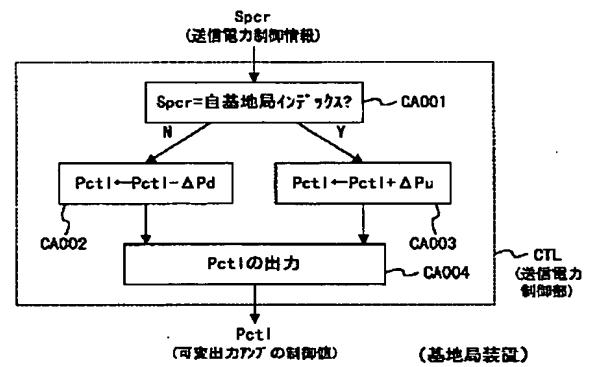 Spcr
(送信電力制御情報)
Spcr=自基地局ｲﾝﾃﾞｯｸｽ?
CA001
N
Y
Pctl←Pctl-ΔPd
Pctl←Pctl+ΔPu
CA002
CA003
Pctlの出力
CA004
CTL
(送信電力
制御部)
Pctl
(可変出力ｱﾝﾌﾟの制御値)
(基地局装置)